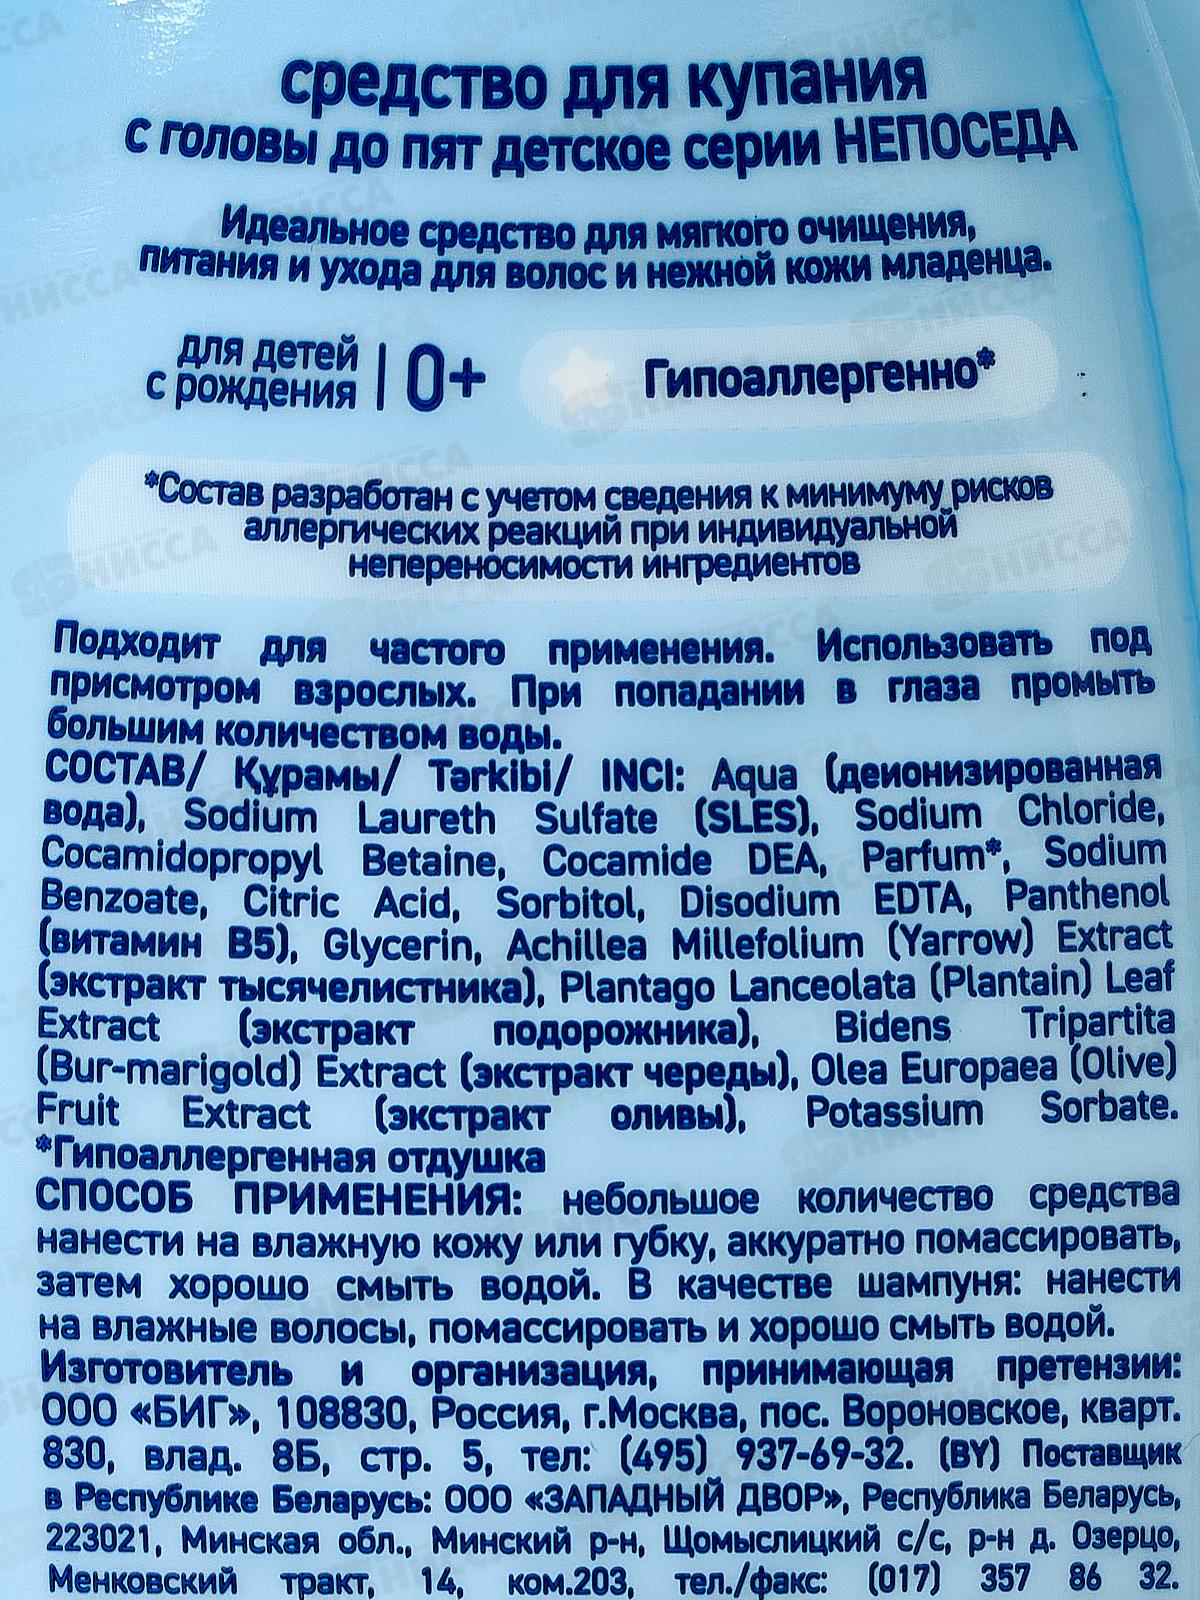 средство для купания
с головы до пят детское серии НЕПОСЕДА
Идеальное средство для мягкого очищения,
питания и ухода для волос и нежной кожи младенца.
для детей
с рождения
0+
Гипоаллергенно*
*Состав разработан с учетом сведения к минимуму рисков
аллергических реакций при индивидуальной
непереносимости ингредиентов
Подходит для частого применения. Использовать под
присмотром взрослых. При попадании в глаза промыть
большим количеством воды.
СОСТАВ/ Құрамы/ Tərkibi/ INCI: Aqua (деионизированная
вода), Sodium Laureth Sulfate (SLES), Sodium Chloride,
Cocamidopropyl Betaine, Cocamide DEA, Parfum*, Sodium
Benzoate, Citric Acid, Sorbitol, Disodium EDTA, Panthenol
(витамин B5), Glycerin, Achillea Millefolium (Yarrow) Extract
(экстракт тысячелистника), Plantago Lanceolata (Plantain) Leaf
Extract (экстракт подорожника), Bidens Tripartita
(Bur-marigold) Extract (экстракт череды), Olea Europaea (Olive)
Fruit Extract (экстракт оливы), Potassium Sorbate.
*Гипоаллергенная отдушка
СПОСОБ ПРИМЕНЕНИЯ: небольшое количество средства
нанести на влажную кожу или губку, аккуратно помассировать,
затем хорошо смыть водой. В качестве шампуня: нанести
на влажные волосы, помассировать и хорошо смыть водой.
Изготовитель и организация, принимающая претензии:
ООО «БИГ», 108830, Россия, г.Москва, пос. Вороновское, кварт.
830, влад. 8Б, стр. 5, тел: (495) 937-69-32. (BY) Поставщик
в Республике Беларусь: ООО «ЗАПАДНЫЙ ДВОР», Республика Беларусь,
223021, Минская обл., Минский р-н, Щомыслицкий с/с, р-н д. Озерцо,
Менковский тракт, 14, ком.203, тел./факс: (017) 357 86 32.